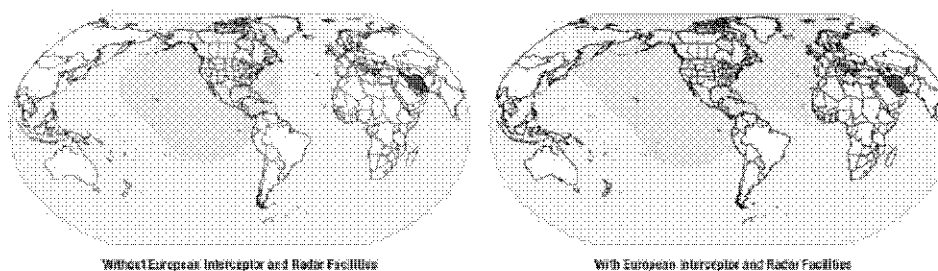 Without European Interceptor and Radar Facilities
With European Interceptor and Radar Facilities